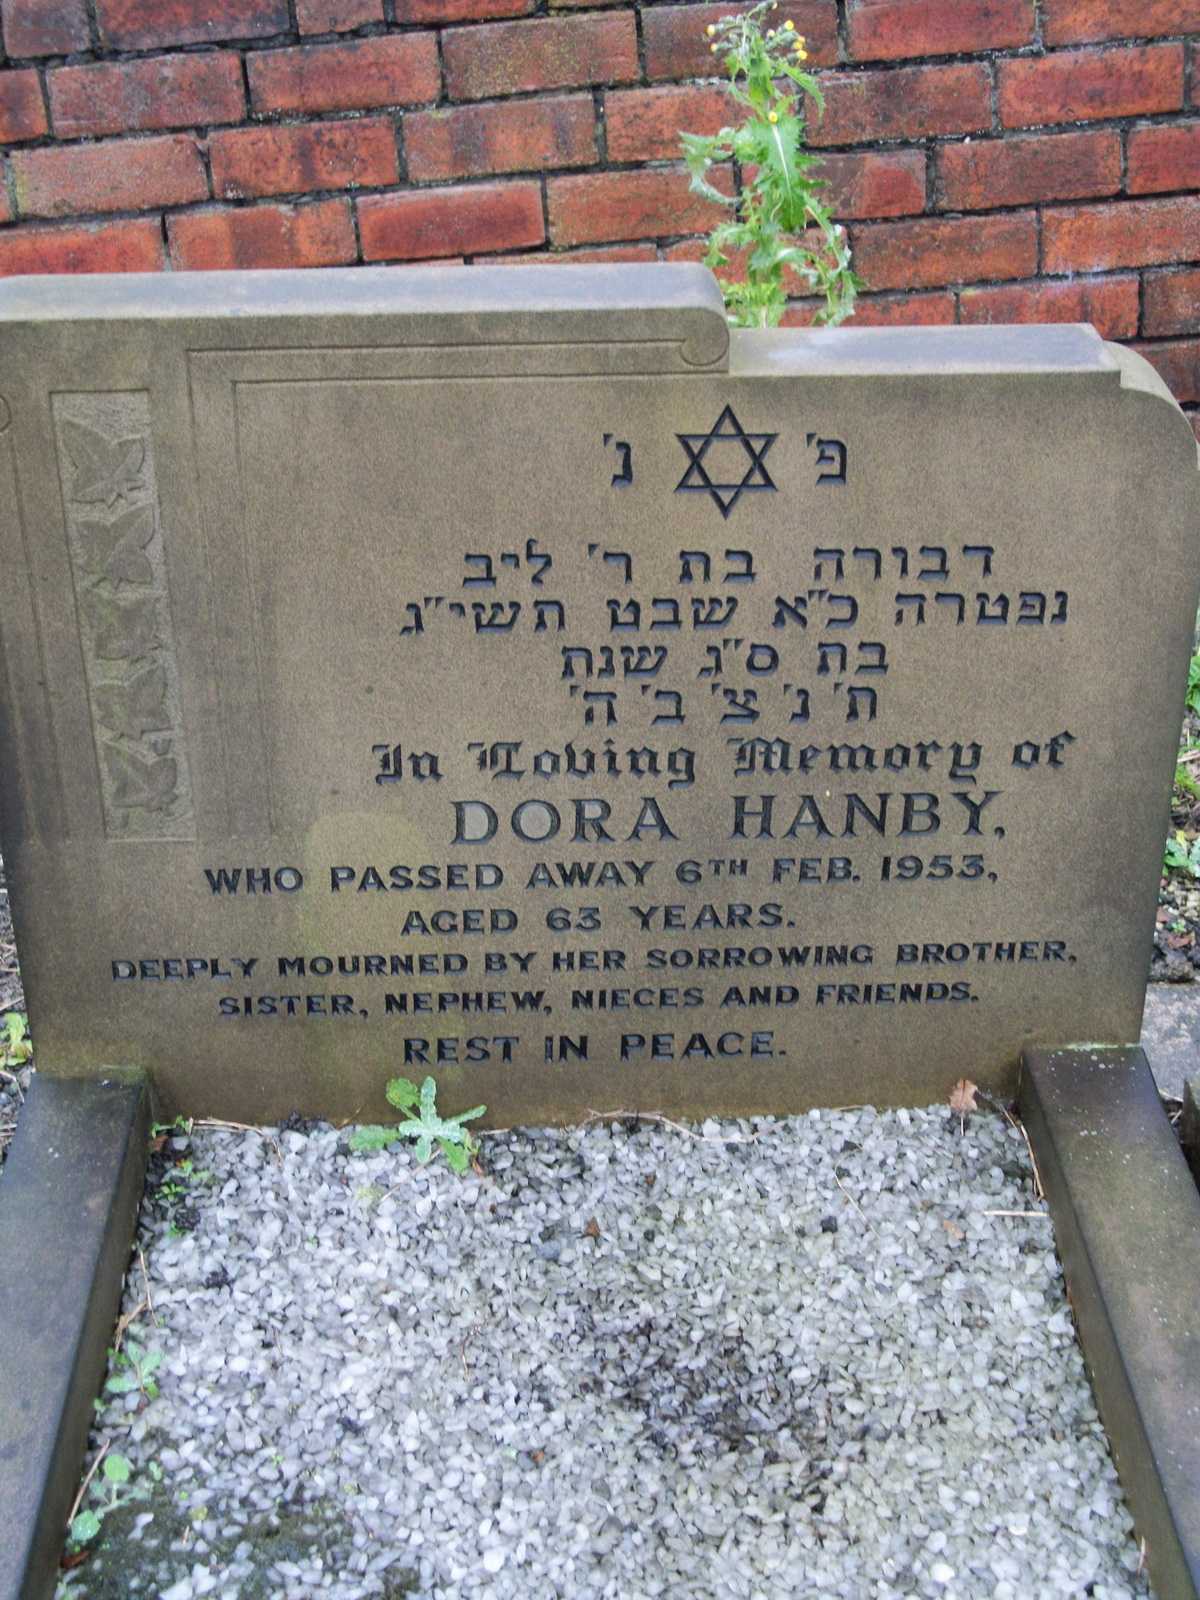 פ' נ'
דבורה בת ר' ליב
נפטרה כ"א שבט תשי"ג
בת ס"ג שנת
ת' נ' צ' ב' ה'
In Loving Memory of
DORA HANBY,
WHO PASSED AWAY 6TH FEB. 1953,
AGED 63 YEARS.
DEEPLY MOURNED BY HER SORROWING BROTHER,
SISTER, NEPHEW, NIECES AND FRIENDS.
REST IN PEACE.